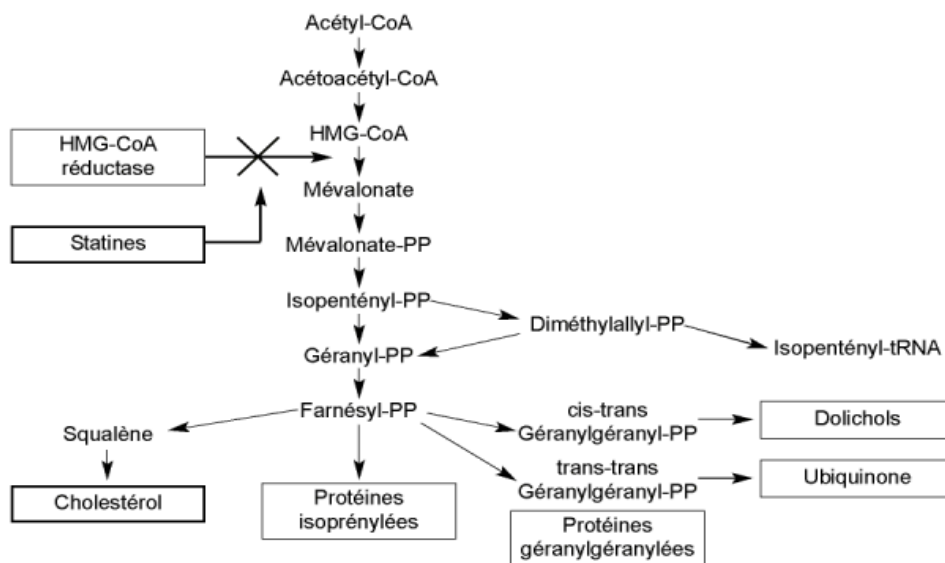 Acétyl-CoA
Acétoacétyl-CoA
HMG-CoA
réductase
HMG-CoA
Mévalonate
Statines
Mévalonate-PP
Isopentényl-PP
Diméthylallyl-PP
Isopentényl-tRNA
Géranyl-PP
Farnésyl-PP
Squalène
cis-trans
Géranylgéranyl-PP
Dolichols
trans-trans
Géranylgéranyl-PP
Ubiquinone
Cholestérol
Protéines
isoprénylées
Protéines
géranylgéranylées